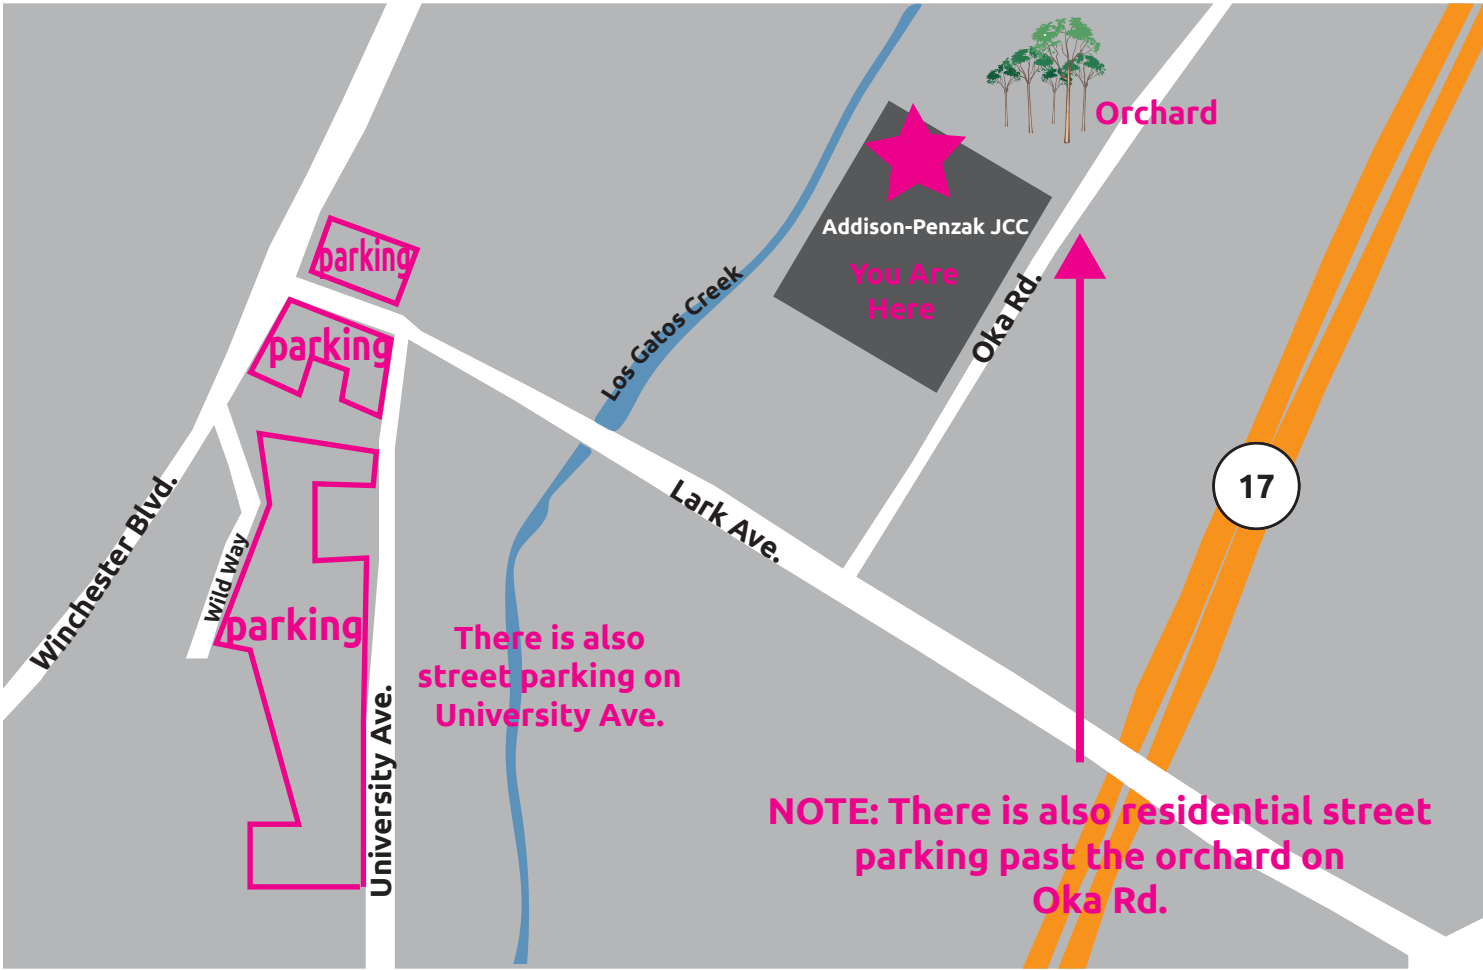 Orchard
Addison-Penzak JCC
You Are
Here
parking
parking
Los Gatos Creek
Oka Rd.
17
Lark Ave.
Winchester Blvd.
Wild Way
parking
There is also
street parking on
University Ave.
University Ave.
NOTE: There is also residential street
parking past the orchard on
Oka Rd.